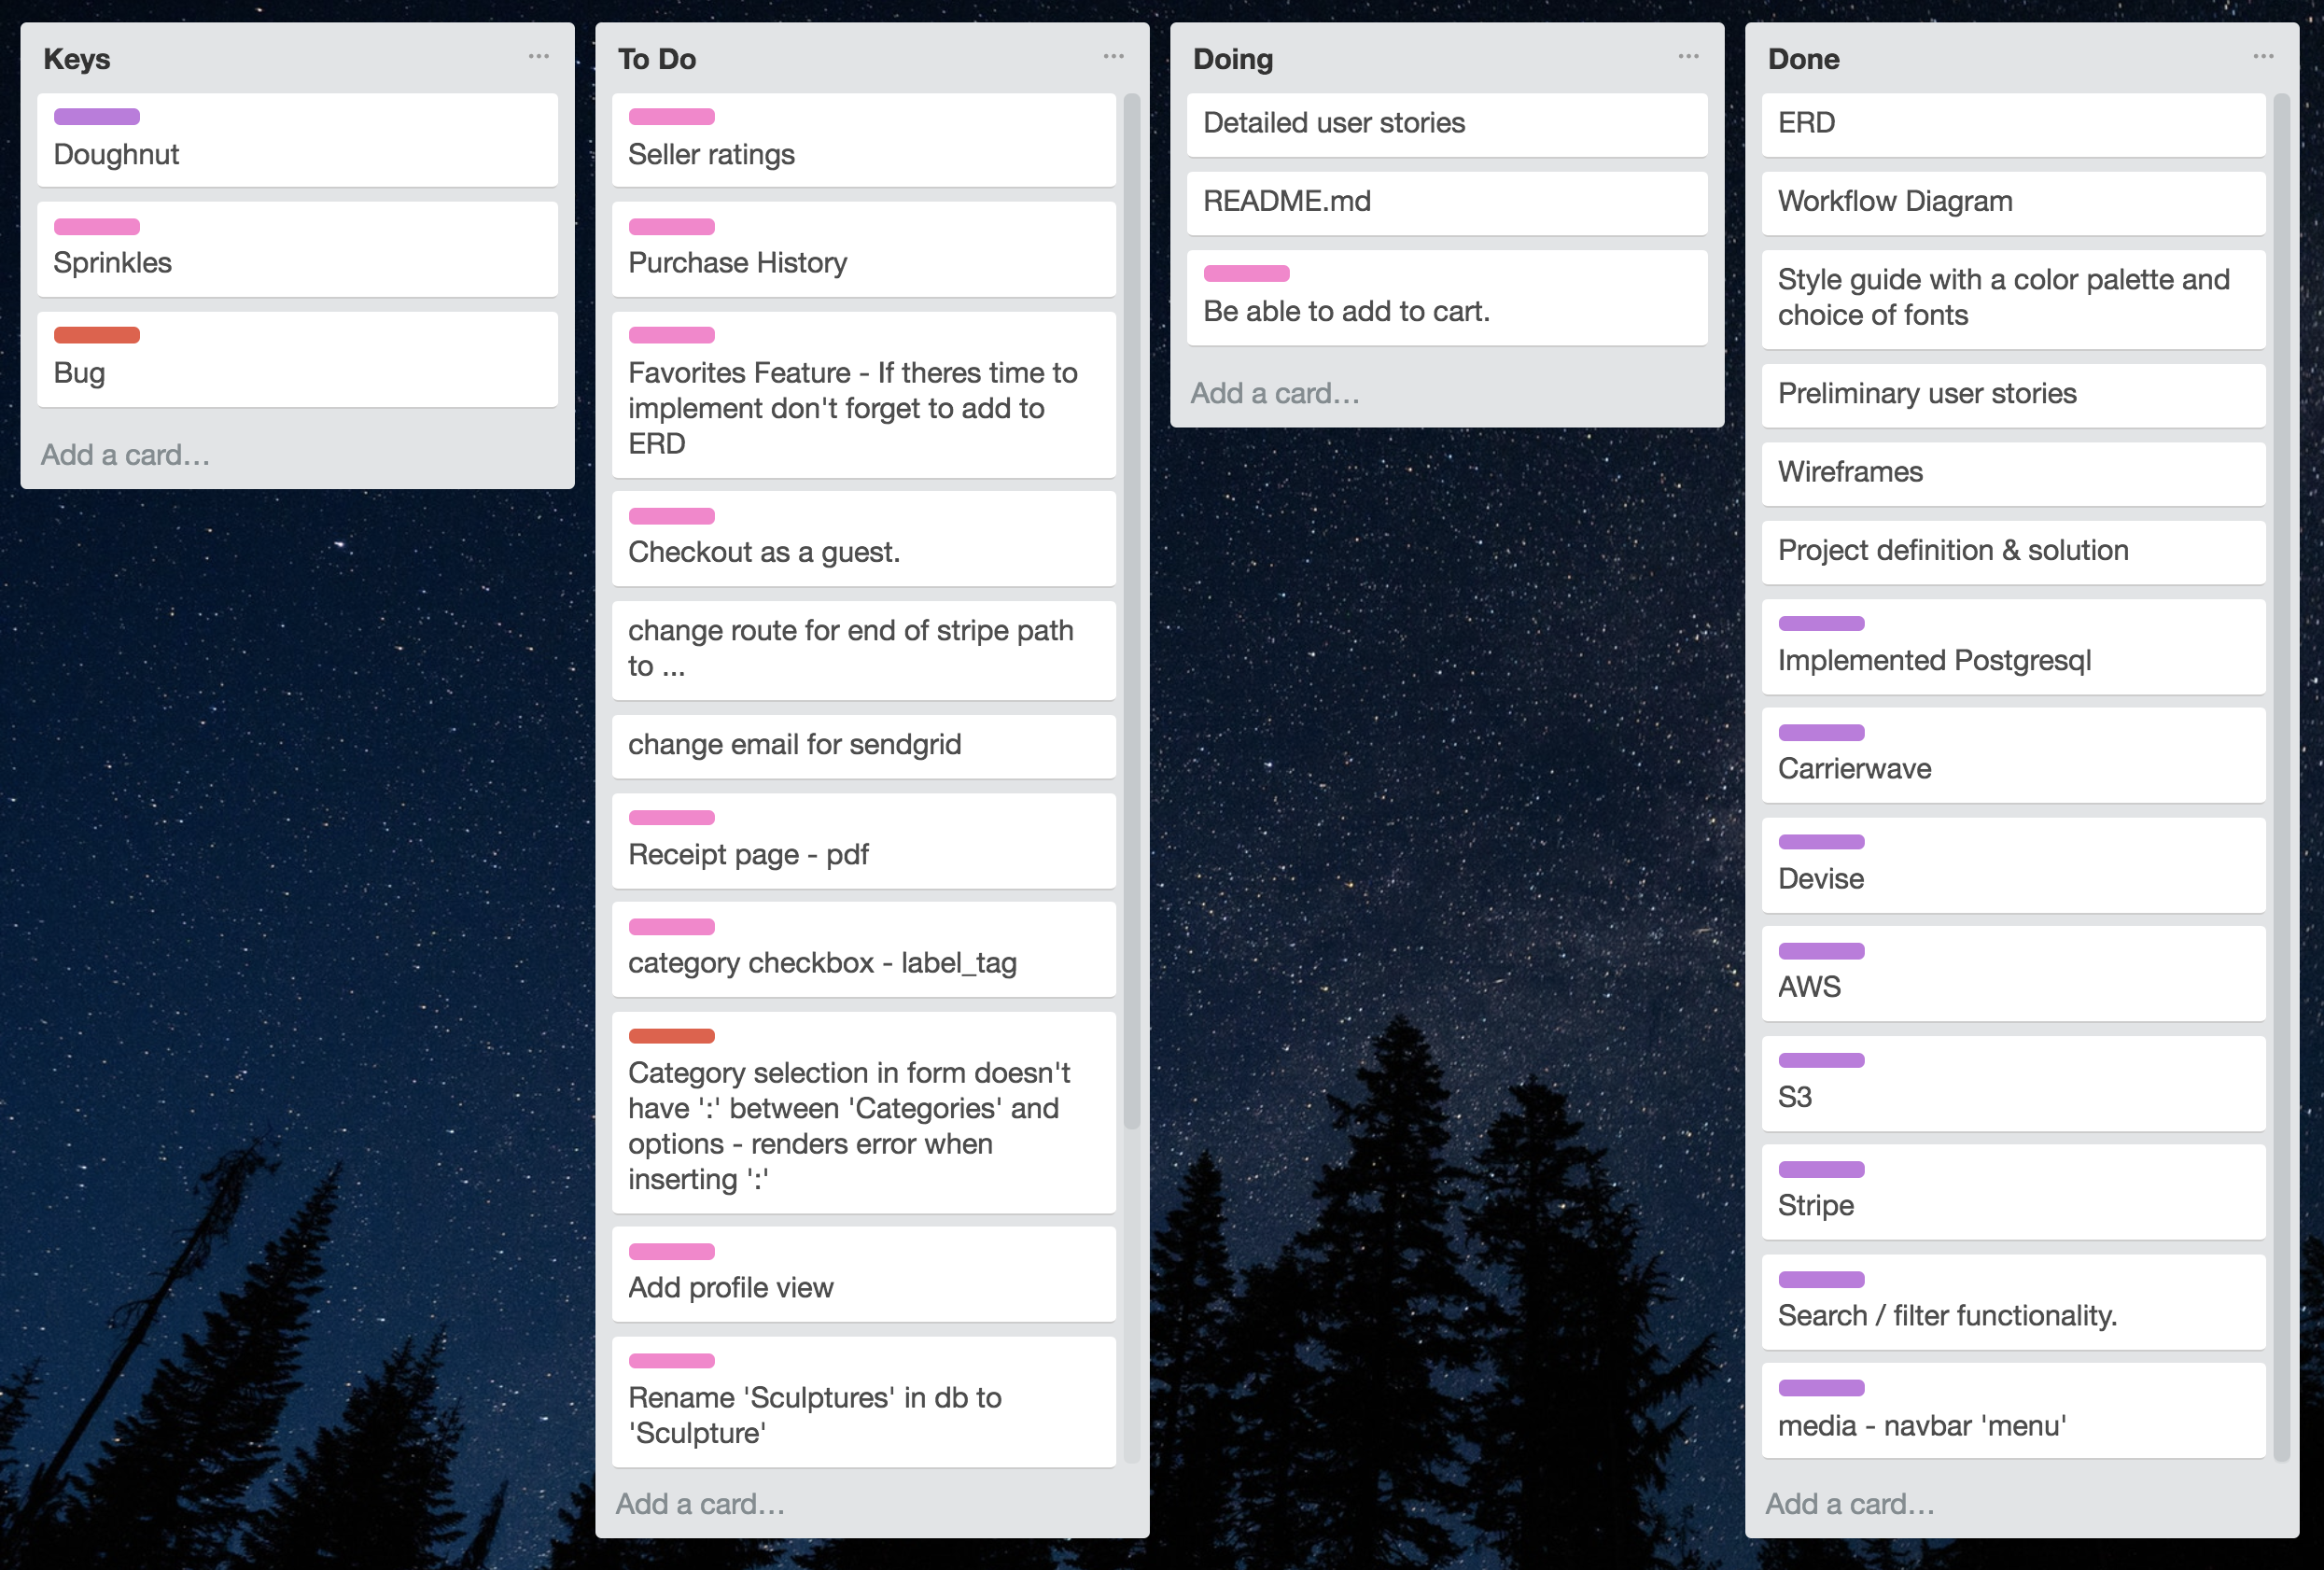 Keys
Doughnut
Sprinkles
Bug
Add a card...
To Do
Seller ratings
Purchase History
Favorites Feature - If theres time to
implement don't forget to add to
ERD
Checkout as a guest.
change route for end of stripe path
to ...
change email for sendgrid
Receipt page - pdf
category checkbox - label_tag
Category selection in form doesn't
have ':' between 'Categories' and
options - renders error when
inserting ':'
Add profile view
Rename 'Sculptures' in db to
'Sculpture'
Add a card...
Doing
Detailed user stories
README.md
Be able to add to cart.
Add a card...
Done
ERD
Workflow Diagram
Style guide with a color palette and
choice of fonts
Preliminary user stories
Wireframes
Project definition & solution
Implemented Postgresql
Carrierwave
Devise
AWS
S3
Stripe
Search / filter functionality.
media - navbar 'menu'
Add a card...